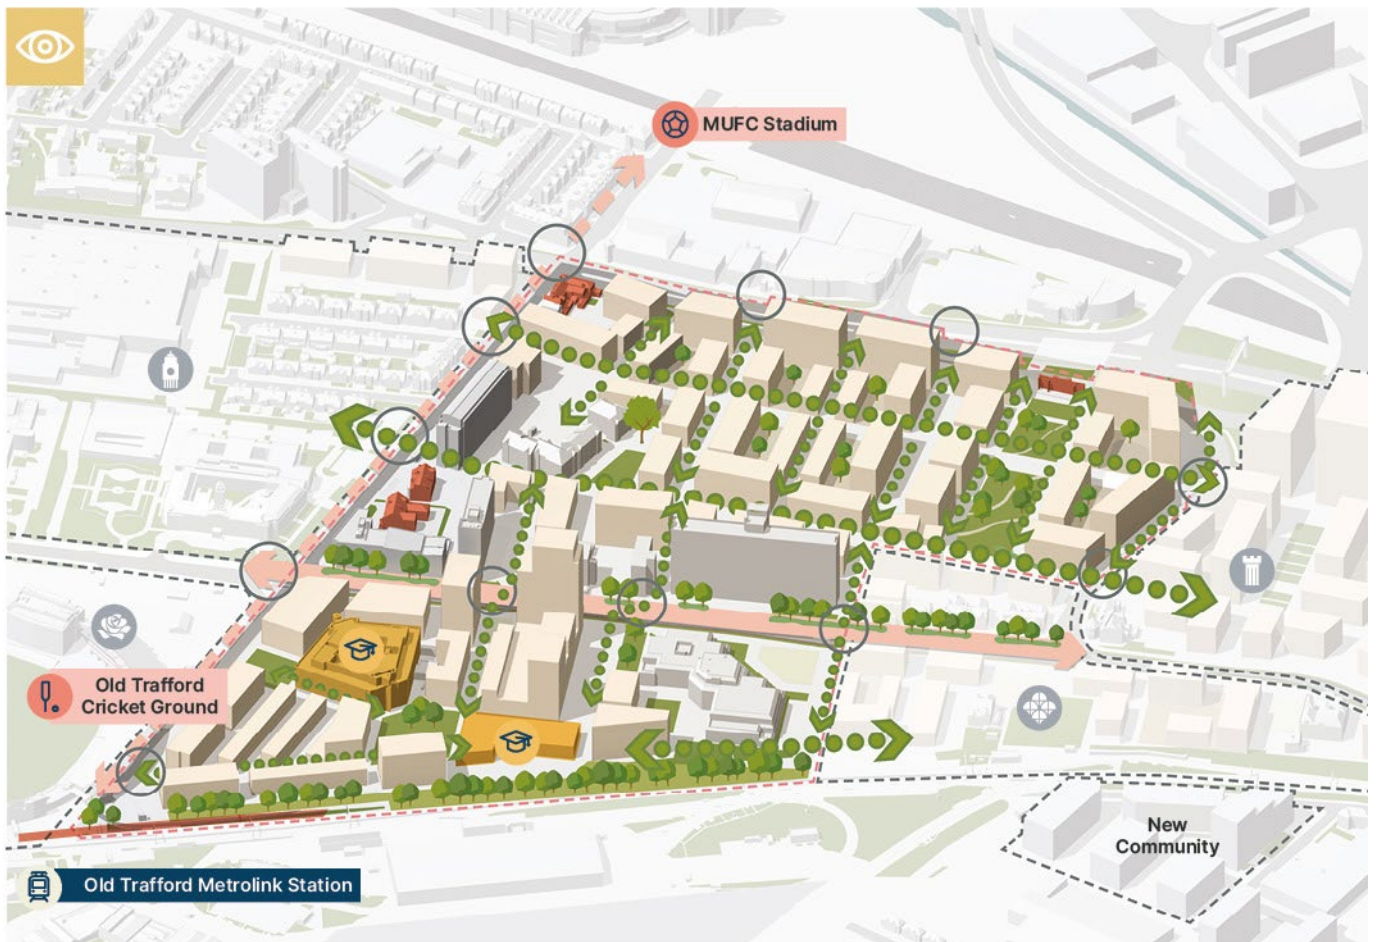 MUFC Stadium
Old Trafford
Cricket Ground
New
Community
Old Trafford Metrolink Station